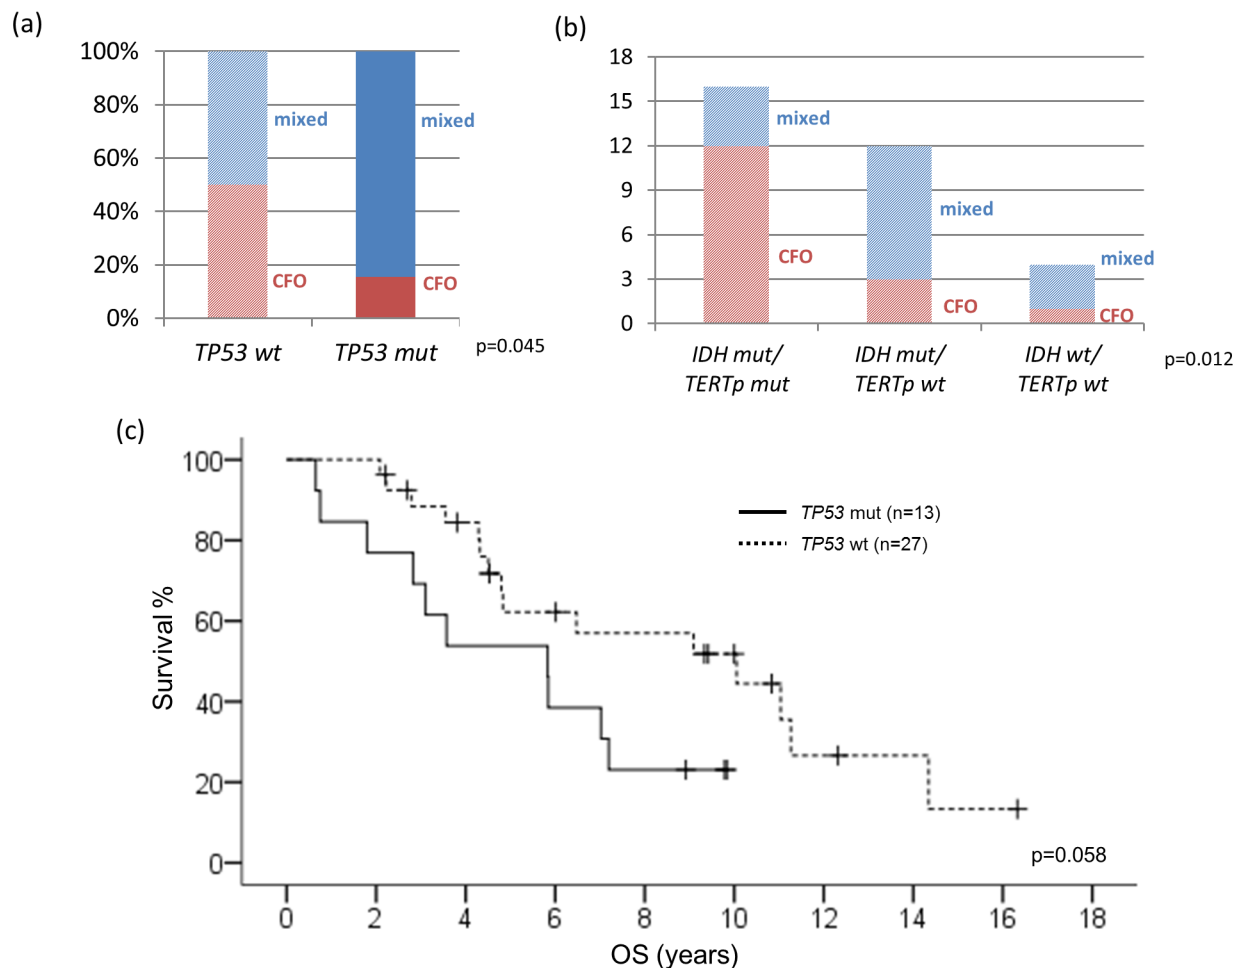 (a)
100%
80%
60%
40%
20%
0%
mixed
CFO
mixed
CFO
TP53 wt
TP53 mut
p=0.045
(b)
18
15
12
9
6
3
0
mixed
CFO
mixed
CFO
mixed
CFO
IDH mut/
TERTp mut
IDH mut/
TERTp wt
IDH wt/
TERTp wt
p=0.012
(c)
Survival %
100
80
60
40
20
0
TP53 mut (n=13)
TP53 wt (n=27)
p=0.058
0 2 4 6 8 10 12 14 16 18
OS (years)